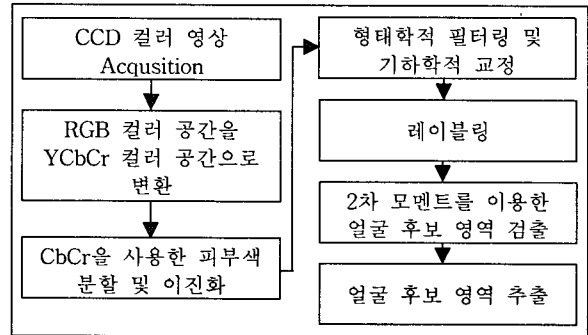 CCD 컬러 영상
Acqusition
RGB 컬러 공간을
YCbCr 컬러 공간으로
변환
CbCr을 사용한 피부색
분할 및 이진화
형태학적 필터링 및
기하학적 교정
레이블링
2차 모멘트를 이용한
얼굴 후보 영역 검출
얼굴 후보 영역 추출